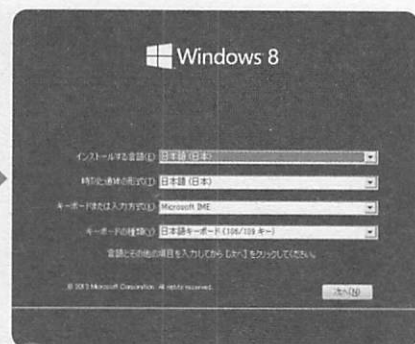 Windows 8
インストールする言語(E): 日本語 (日本)
時刻と通貨の形式(T): 日本語 (日本)
キーボードまたは入力方式(K): Microsoft IME
キーボードの種類(Y): 日本語キーボード (106/109 キー)
言語とその他の項目を入力してから [次へ] をクリックしてください。
Microsoft Corporation. All rights reserved.
次へ(N)